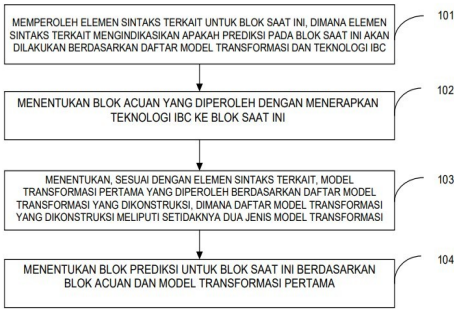 MEMPEROLEH ELEMEN SINTAKS TERKAIT UNTUK BLOK SAAT INI, DIMANA ELEMEN
SINTAKS TERKAIT MENGINDIKASIKAN APAKAH PREDIKSI PADA BLOK SAAT INI AKAN
DILAKUKAN BERDASARKAN DAFTAR MODEL TRANSFORMASI DAN TEKNOLOGI IBC
101
MENENTUKAN BLOK ACUAN YANG DIPEROLEH DENGAN MENERAPKAN
TEKNOLOGI IBC KE BLOK SAAT INI
102
MENENTUKAN, SESUAI DENGAN ELEMEN SINTAKS TERKAIT, MODEL
TRANSFORMASI PERTAMA YANG DIPEROLEH BERDASARKAN DAFTAR MODEL
TRANSFORMASI YANG DIKONSTRUKSI, DIMANA DAFTAR MODEL TRANSFORMASI
YANG DIKONSTRUKSI MELIPUTI SETIDAKNYA DUA JENIS MODEL TRANSFORMASI
103
MENENTUKAN BLOK PREDIKSI UNTUK BLOK SAAT INI BERDASARKAN
BLOK ACUAN DAN MODEL TRANSFORMASI PERTAMA
104